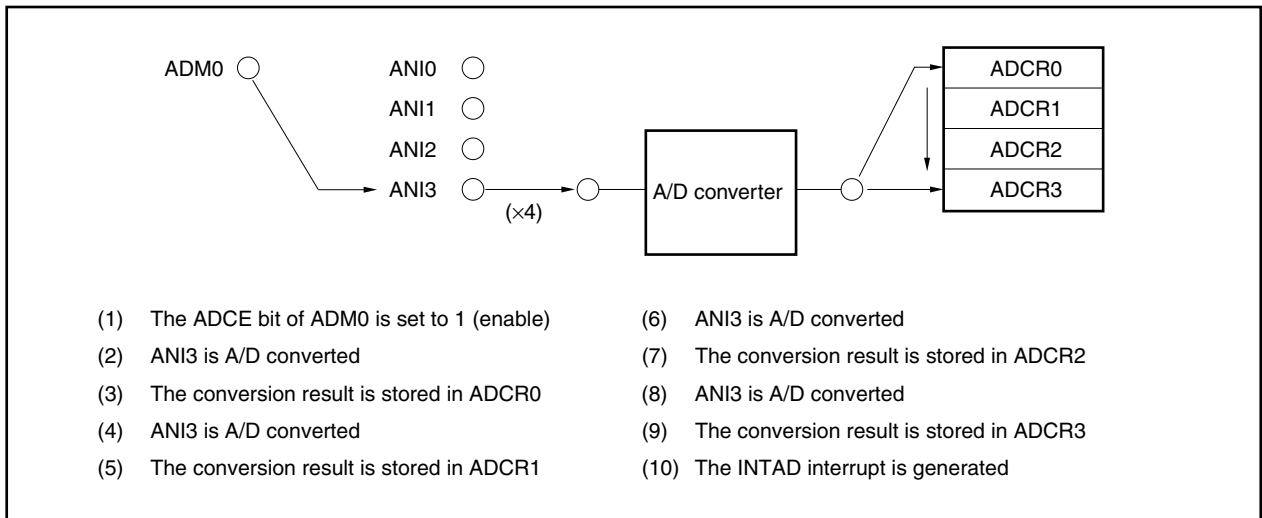 ADM0
ANI0
ANI1
ANI2
ANI3
(×4)
A/D converter
ADCR0
ADCR1
ADCR2
ADCR3
(1) The ADCE bit of ADM0 is set to 1 (enable)
(2) ANI3 is A/D converted
(3) The conversion result is stored in ADCR0
(4) ANI3 is A/D converted
(5) The conversion result is stored in ADCR1
(6) ANI3 is A/D converted
(7) The conversion result is stored in ADCR2
(8) ANI3 is A/D converted
(9) The conversion result is stored in ADCR3
(10) The INTAD interrupt is generated